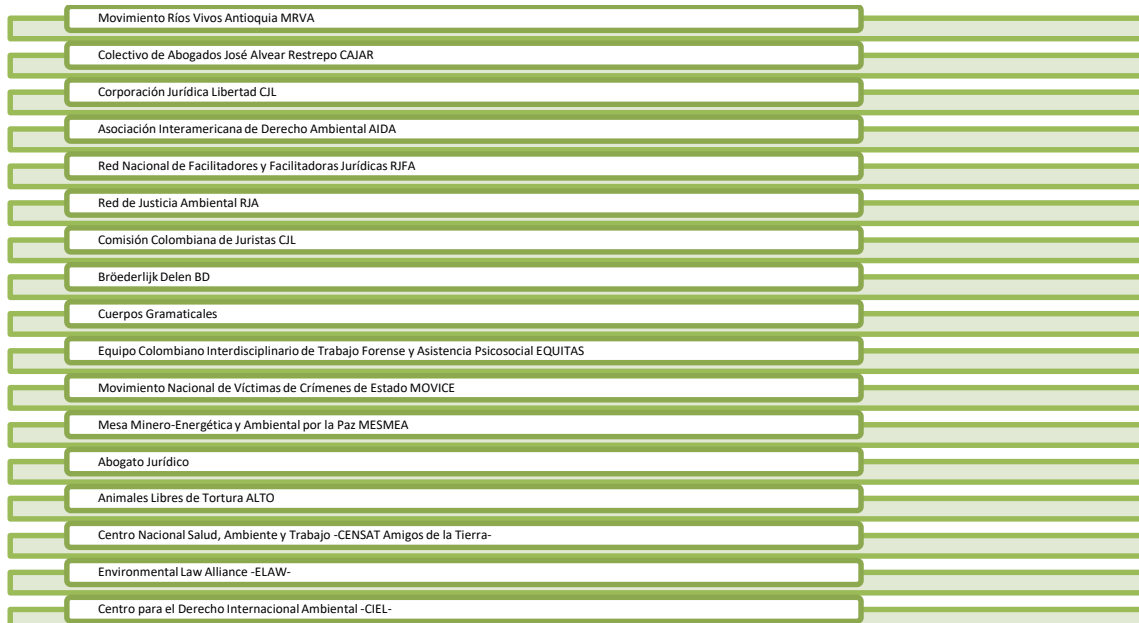 Movimiento Ríos Vivos Antioquia MRVA
Colectivo de Abogados José Alvear Restrepo CAJAR
Corporación Jurídica Libertad CJL
Asociación Interamericana de Derecho Ambiental AIDA
Red Nacional de Facilitadores y Facilitadoras Jurídicas RJFA
Red de Justicia Ambiental RJA
Comisión Colombiana de Juristas CJL
Bröederlijk Delen BD
Cuerpos Gramaticales
Equipo Colombiano Interdisciplinario de Trabajo Forense y Asistencia Psicosocial EQUITAS
Movimiento Nacional de Víctimas de Crímenes de Estado MOVICE
Mesa Minero-Energética y Ambiental por la Paz MESMEA
Abogato Jurídico
Animales Libres de Tortura ALTO
Centro Nacional Salud, Ambiente y Trabajo -CENSAT Amigos de la Tierra-
Environmental Law Alliance -ELAW-
Centro para el Derecho Internacional Ambiental -CIEL-